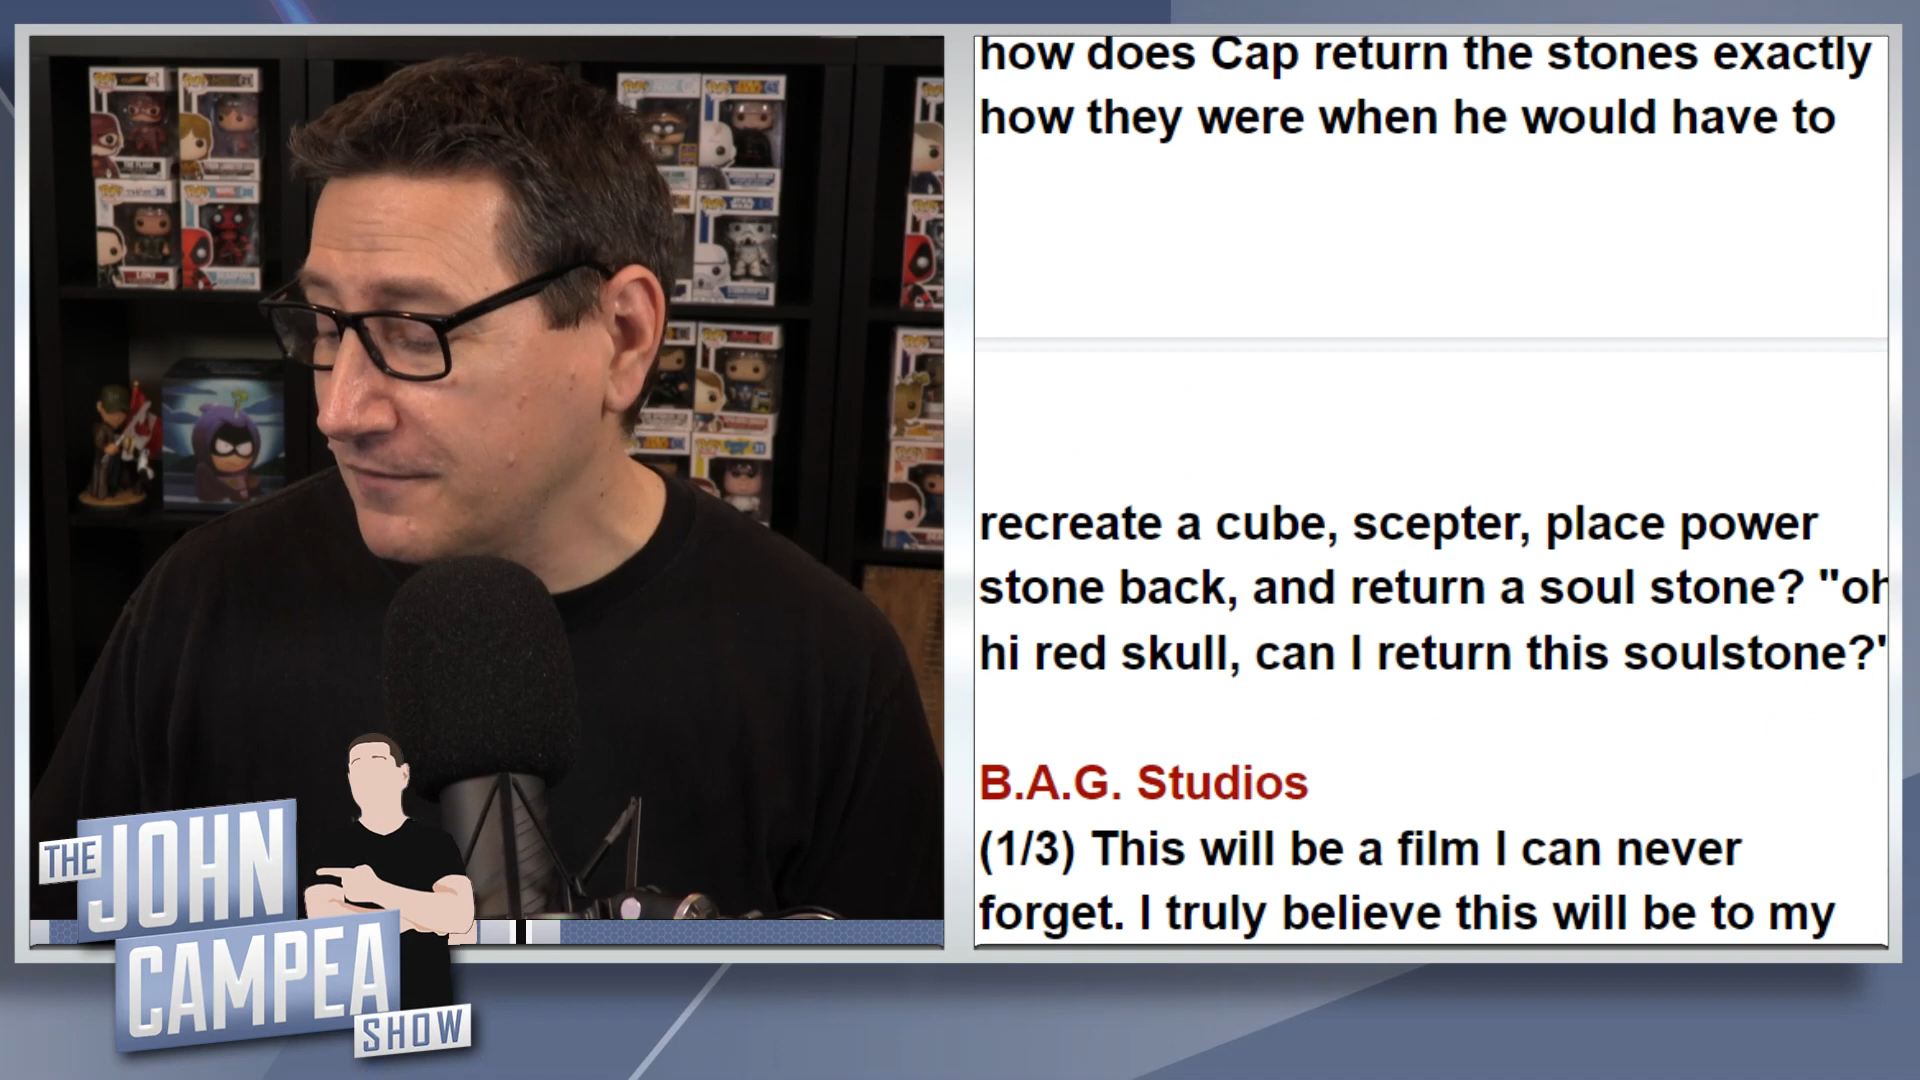 how does Cap return the stones exactly
how they were when he would have to
recreate a cube, scepter, place power
stone back, and return a soul stone? "oh
hi red skull, can I return this soulstone?"
B.A.G. Studios
(1/3) This will be a film I can never
forget. I truly believe this will be to my
THE
JOHN
CAMPEA
SHOW